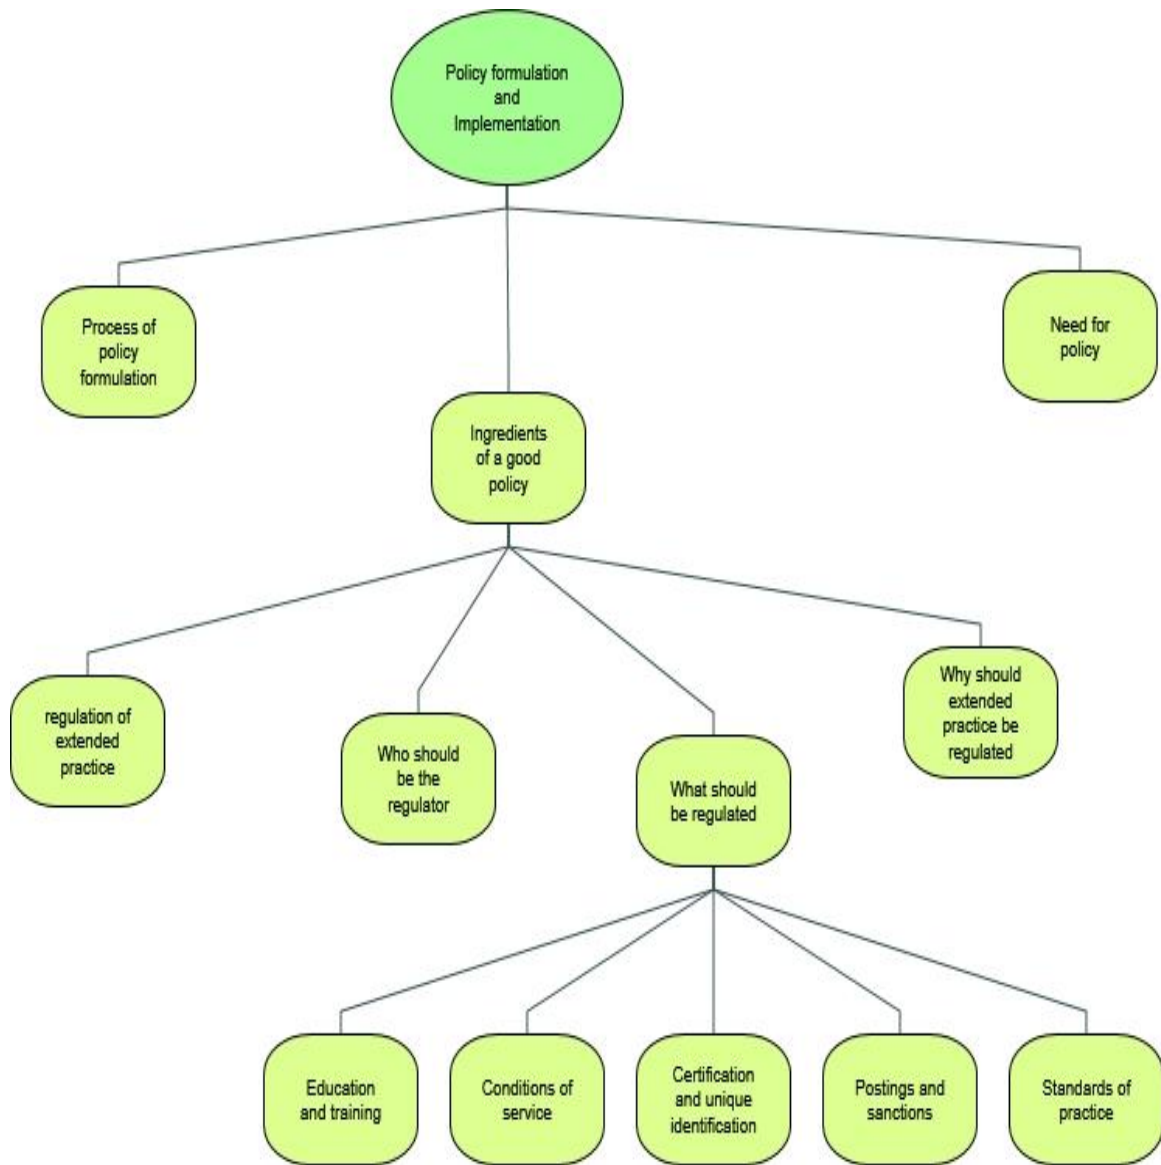 Policy formulation
and
Implementation
Process of
policy
formulation
Need for
policy
Ingredients
of a good
policy
regulation of
extended
practice
Who should
be the
regulator
What should
be regulated
Why should
extended
practice be
regulated
Education
and training
Conditions of
service
Certification
and unique
identification
Postings and
sanctions
Standards of
practice